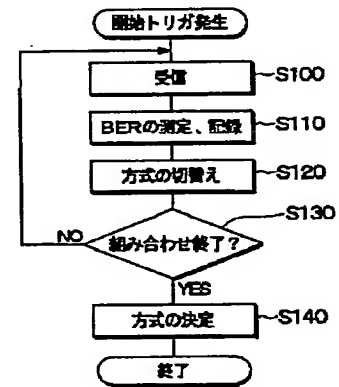 開始トリガ発生
受信 S100
BERの測定、記録 S110
方式の切替え S120
S130
NO 組み合わせ終了?
YES
方式の決定 S140
終了